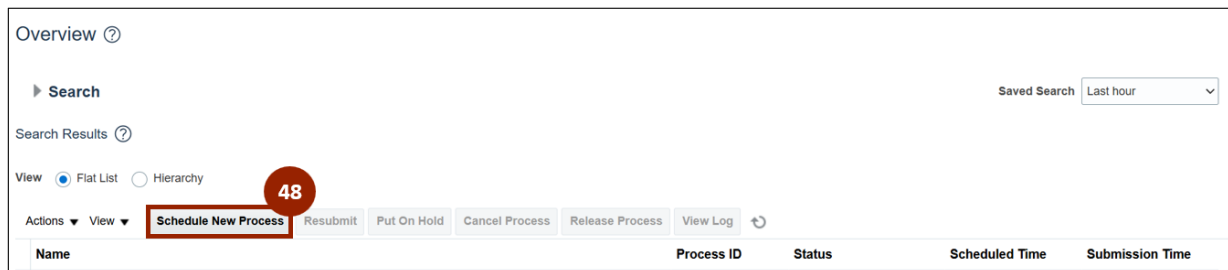 Overview
Search
Saved Search Last hour
Search Results
View Flat List Hierarchy
48
Actions View Schedule New Process Resubmit Put On Hold Cancel Process Release Process View Log
Name Process ID Status Scheduled Time Submission Time